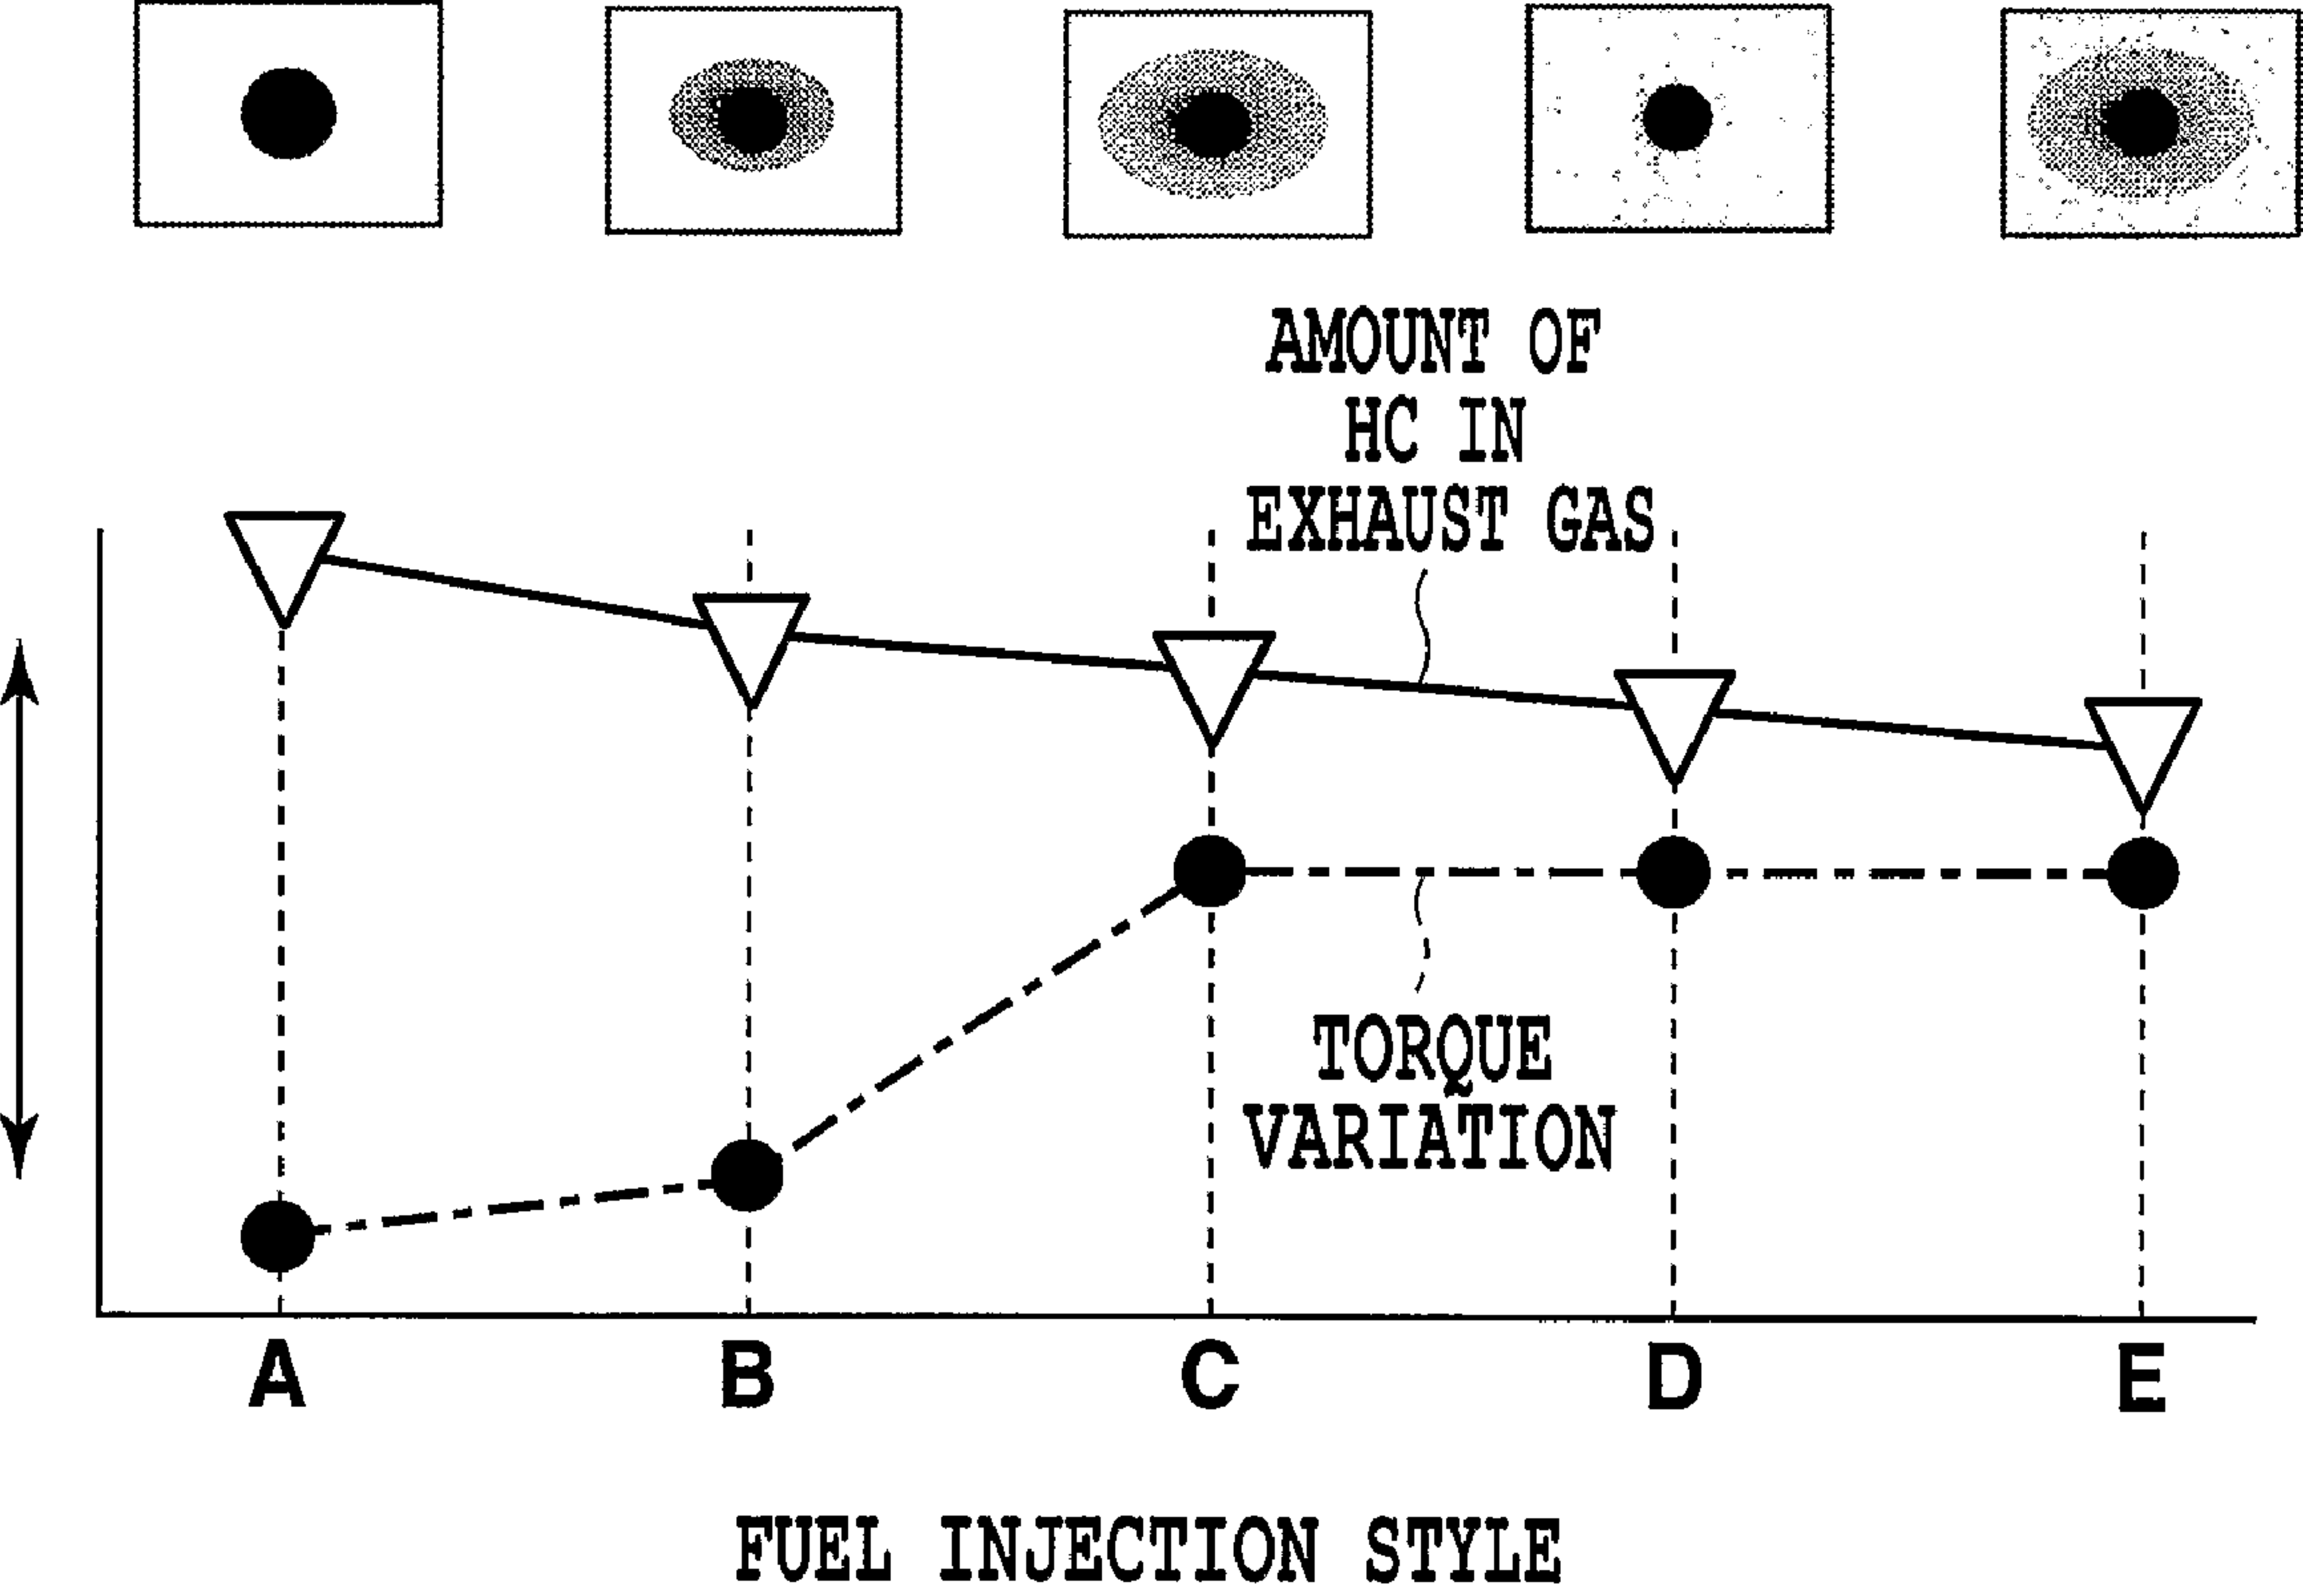 AMOUNT OF
HC IN
EXHAUST GAS
TORQUE
VARIATION
A B C D E
FUEL INJECTION STYLE